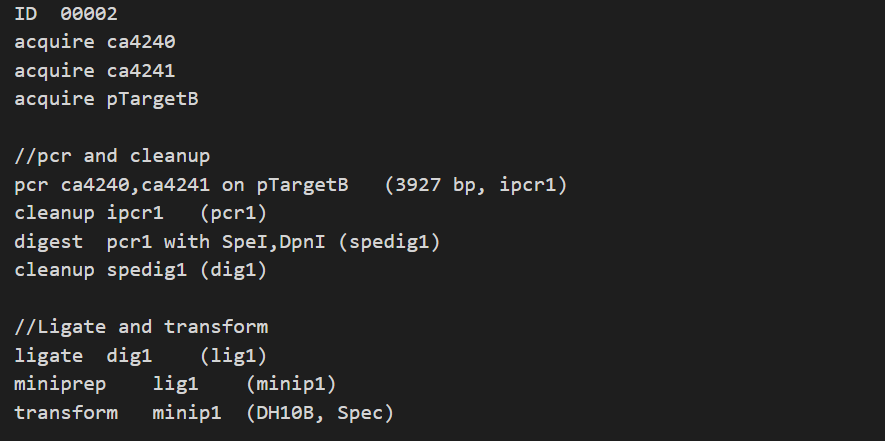 ID  00002
acquire ca4240
acquire ca4241
acquire pTargetB
//pcr and cleanup
pcr ca4240,ca4241 on pTargetB   (3927 bp, ipcr1)
cleanup ipcr1   (pcr1)
digest  pcr1 with SpeI,DpnI (spedig1)
cleanup spedig1 (dig1)
//Ligate and transform
ligate  dig1    (lig1)
miniprep    lig1    (minip1)
transform   minip1  (DH10B, Spec)